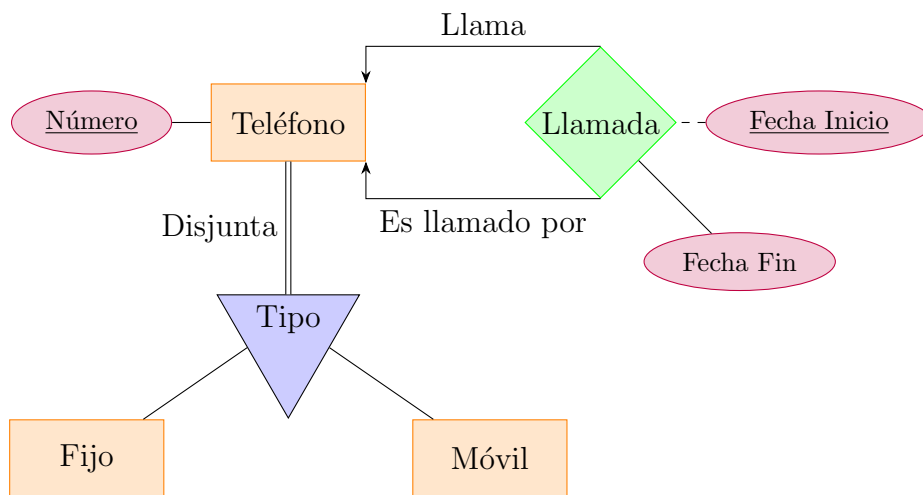 Llama
Número
Teléfono
Llamada
Fecha Inicio
Disjunta
Es llamado por
Fecha Fin
Tipo
Fijo
Móvil